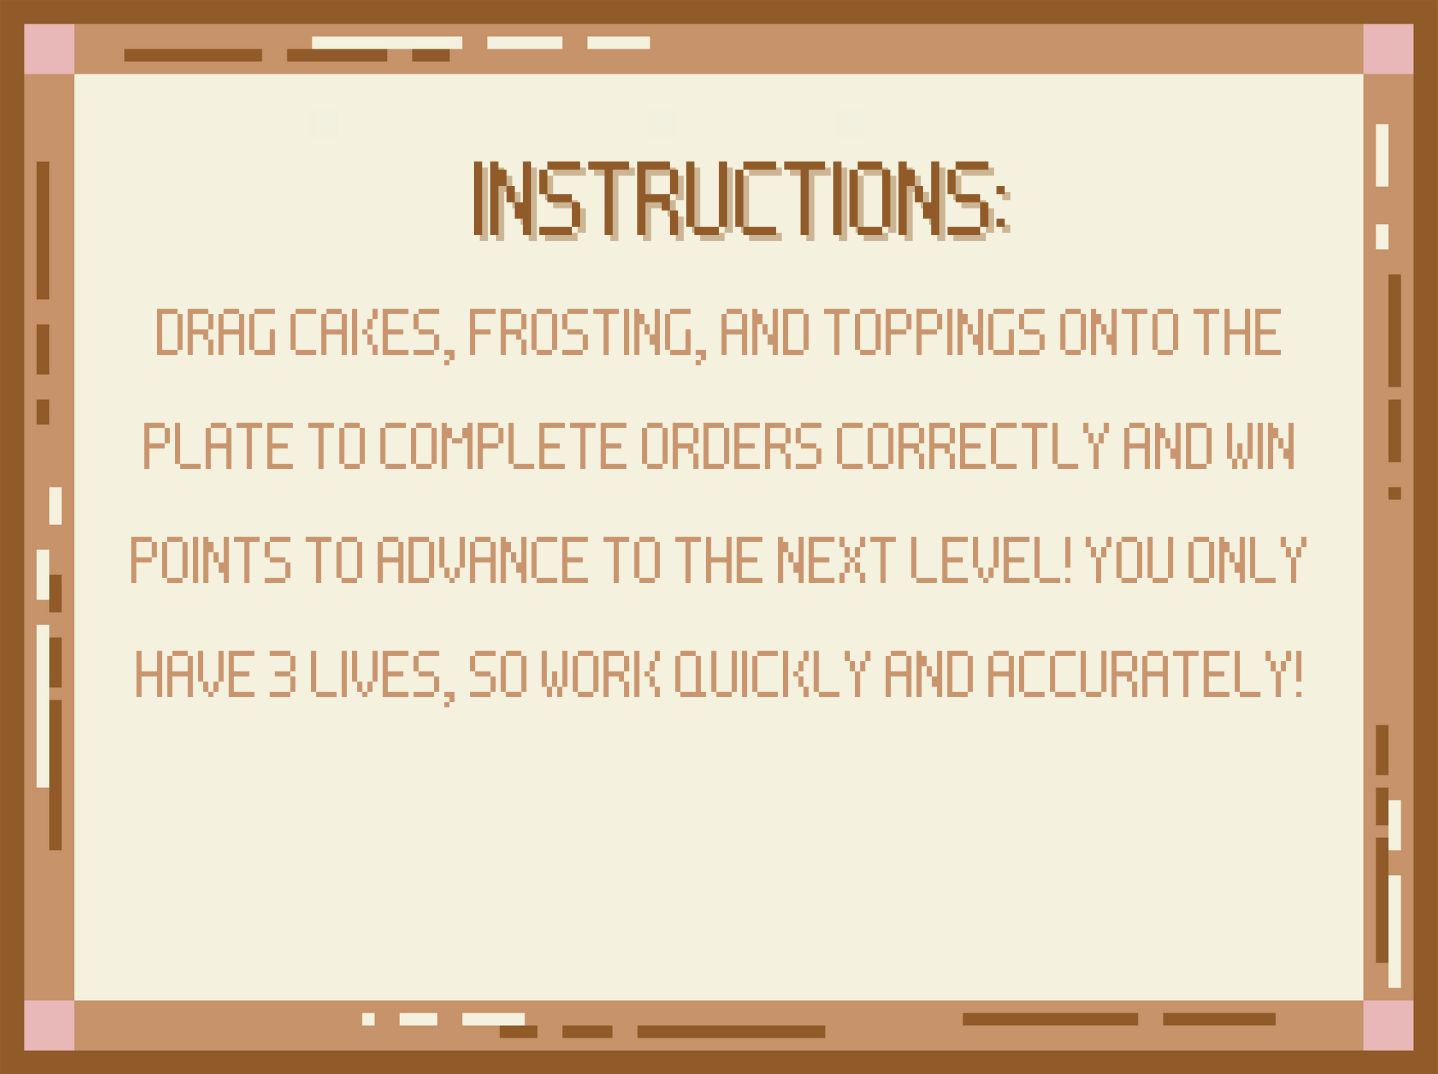 INSTRUCTIONS:
DRAG CAKES, FROSTING, AND TOPPINGS ONTO THE
PLATE TO COMPLETE ORDERS CORRECTLY AND WIN
POINTS TO ADVANCE TO THE NEXT LEVEL! YOU ONLY
HAVE 3 LIVES, SO WORK QUICKLY AND ACCURATELY!